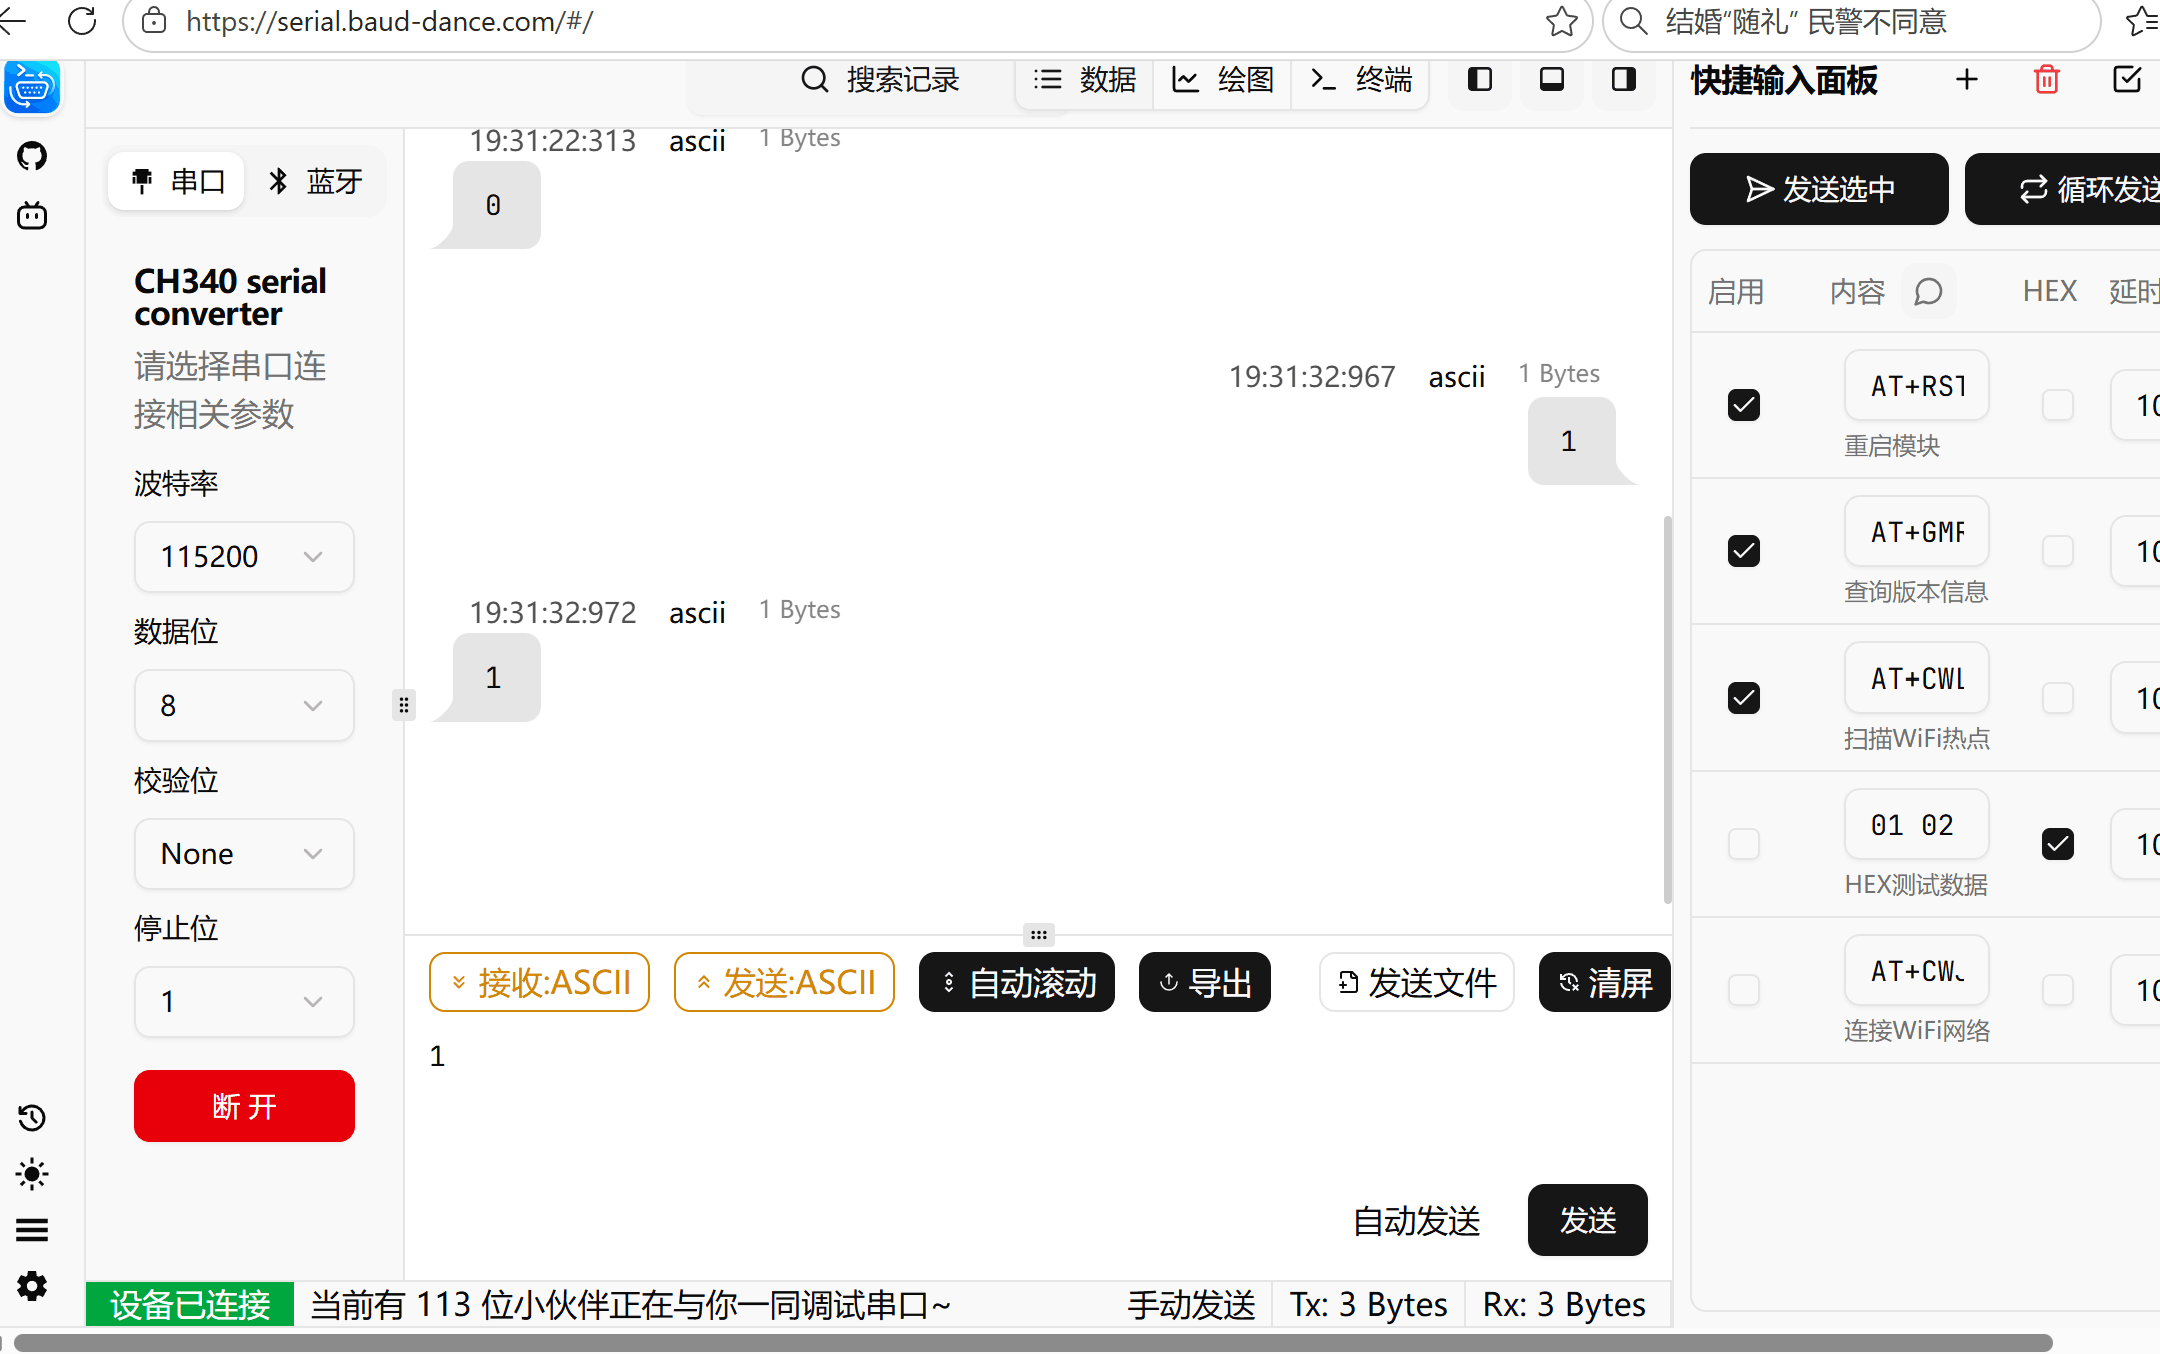 https://serial.baud-dance.com/#/
结婚“随礼” 民警不同意
搜索记录
数据
绘图
终端
快捷输入面板
串口
蓝牙
CH340 serial
converter
请选择串口连
接相关参数
波特率
115200
数据位
8
校验位
None
停止位
1
断 开
19:31:22:313 ascii 1 Bytes
0
19:31:32:967 ascii 1 Bytes
1
19:31:32:972 ascii 1 Bytes
1
接收:ASCII
发送:ASCII
自动滚动
导出
发送文件
清屏
1
自动发送
发送
发送选中
循环发送
启用 内容 HEX 延时
AT+RST 10
重启模块
AT+GMR 10
查询版本信息
AT+CWL 10
扫描WiFi热点
01 02 10
HEX测试数据
AT+CWJ 10
连接WiFi网络
设备已连接
当前有 113 位小伙伴正在与你一同调试串口~
手动发送
Tx: 3 Bytes
Rx: 3 Bytes